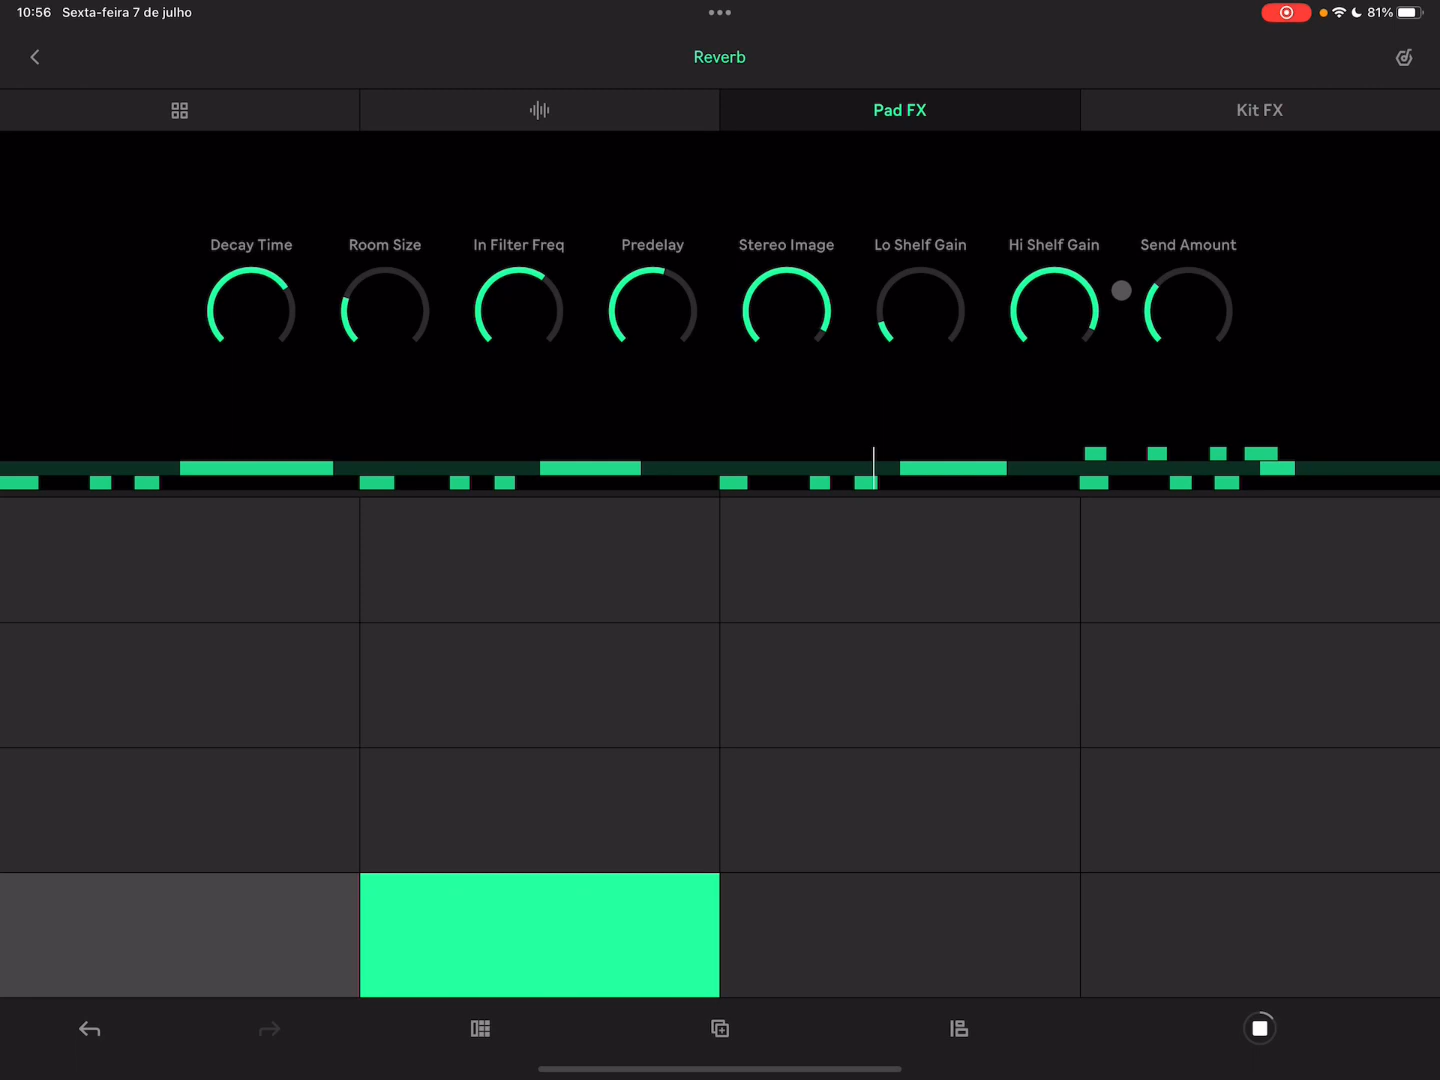 10:56 Sexta-feira 7 de julho
81%
Reverb
Pad FX
Kit FX
Decay Time
Room Size
In Filter Freq
Predelay
Stereo Image
Lo Shelf Gain
Hi Shelf Gain
Send Amount